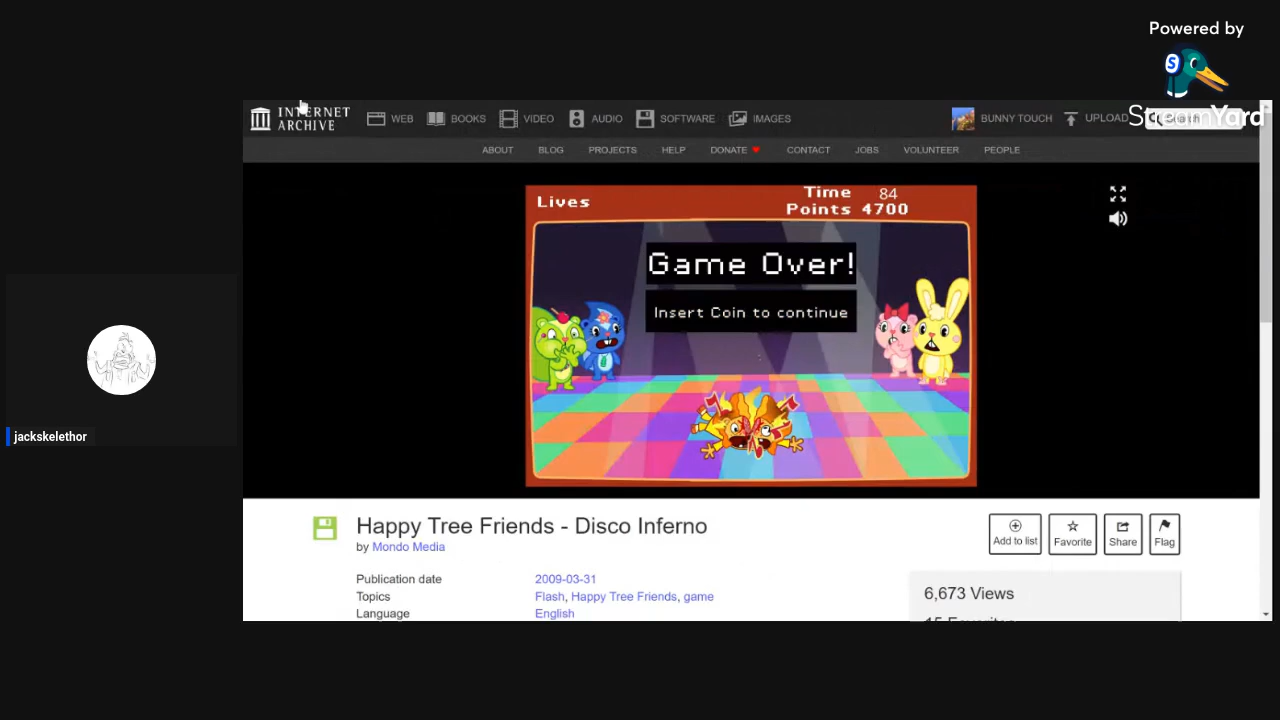 Powered by
StreamYard
INTERNET
ARCHIVE
WEB
BOOKS
VIDEO
AUDIO
SOFTWARE
IMAGES
BUNNY TOUCH
UPLOAD
ABOUT
BLOG
PROJECTS
HELP
DONATE
CONTACT
JOBS
VOLUNTEER
PEOPLE
Lives
Time 84
Points 4700
Game Over!
Insert Coin to continue
jackskelethor
Happy Tree Friends - Disco Inferno
by Mondo Media
Add to list
Favorite
Share
Flag
Publication date 2009-03-31
Topics Flash, Happy Tree Friends, game
Language English
6,673 Views